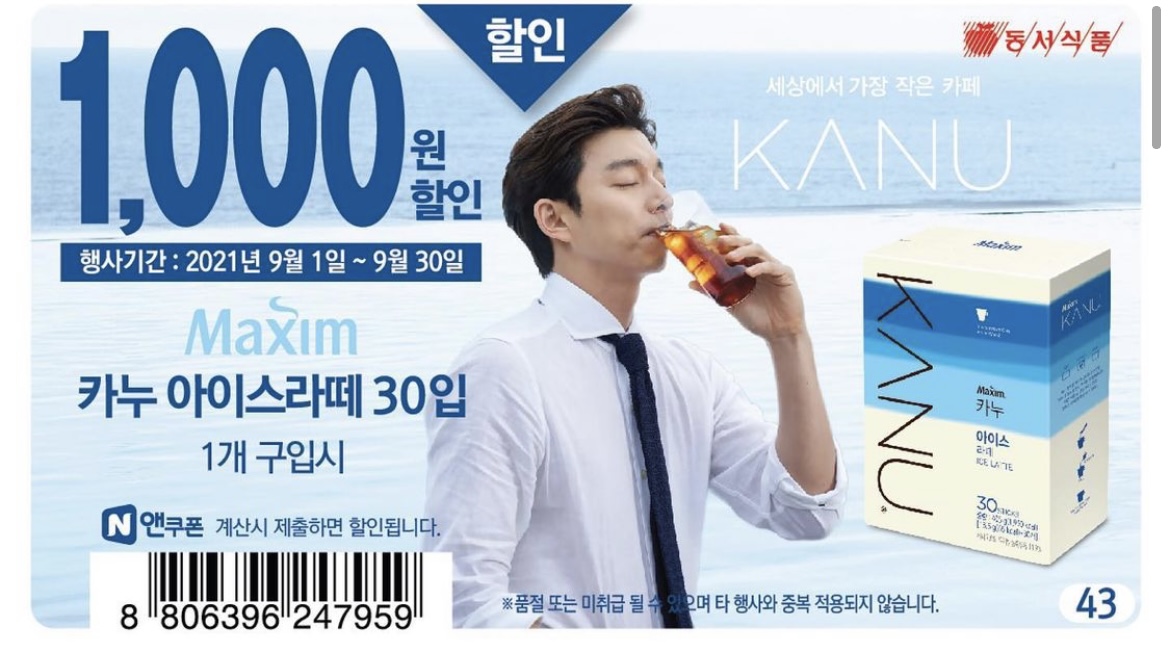 1,000원 할인
할인
행사기간 : 2021년 9월 1일 ~ 9월 30일
Maxim
카누 아이스라떼 30입
1개 구입시
N 앤쿠폰 계산시 제출하면 할인됩니다.
8 806396 247959
동서식품
세상에서 가장 작은 카페
KANU
Maxim
KANU
Maxim
KANU
Maxim
카누
아이스
라떼
ICE LATTE
30
※품절 또는 미취급 될 수 있으며 타 행사와 중복 적용되지 않습니다.
43